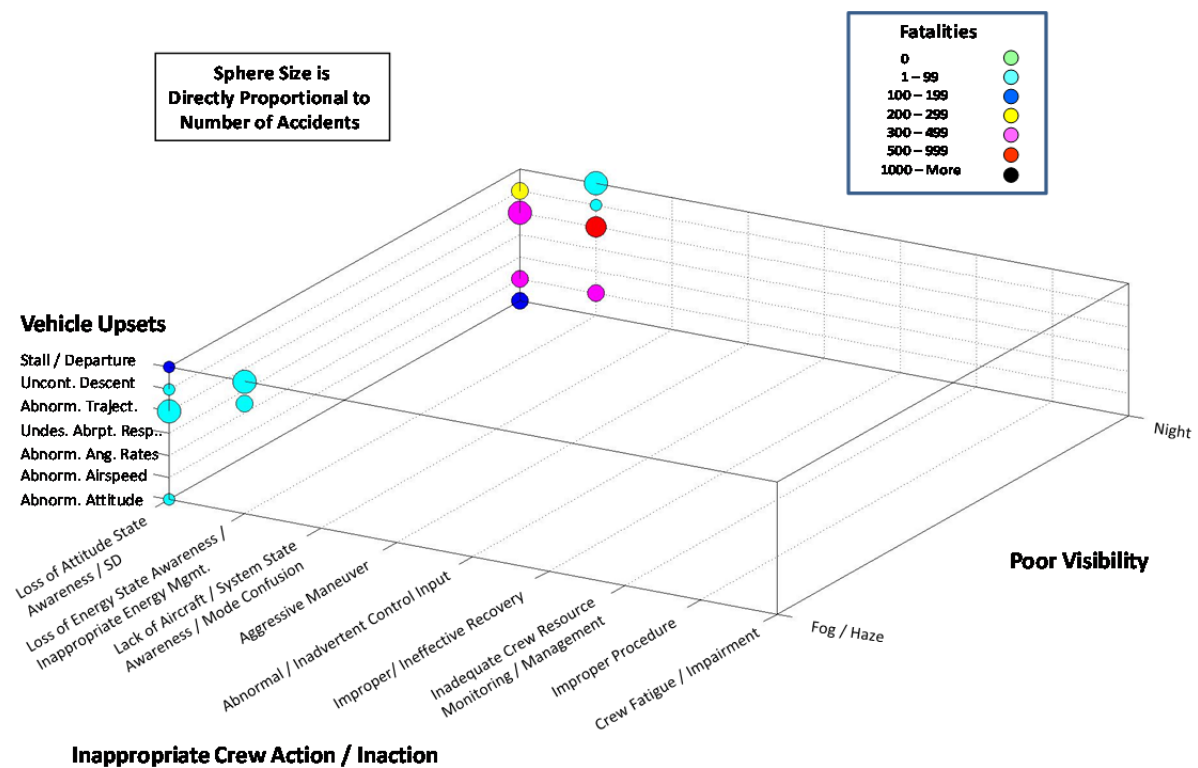 Sphere Size is
Directly Proportional to
Number of Accidents
Fatalities
0
1 – 99
100 – 199
200 – 299
300 – 499
500 – 999
1000 – More
Vehicle Upsets
Stall / Departure
Uncont. Descent
Abnorm. Traject.
Undes. Abrpt. Resp..
Abnorm. Ang. Rates
Abnorm. Airspeed
Abnorm. Attitude
Loss of Attitude State
Awareness / SD
Loss of Energy State Awareness /
Inappropriate Energy Mgmt.
Lack of Aircraft / System State
Awareness / Mode Confusion
Aggressive Maneuver
Abnormal / Inadvertent Control Input
Improper/ Ineffective Recovery
Inadequate Crew Resource
Monitoring / Management
Improper Procedure
Crew Fatigue / Impairment
Fog / Haze
Night
Poor Visibility
Inappropriate Crew Action / Inaction